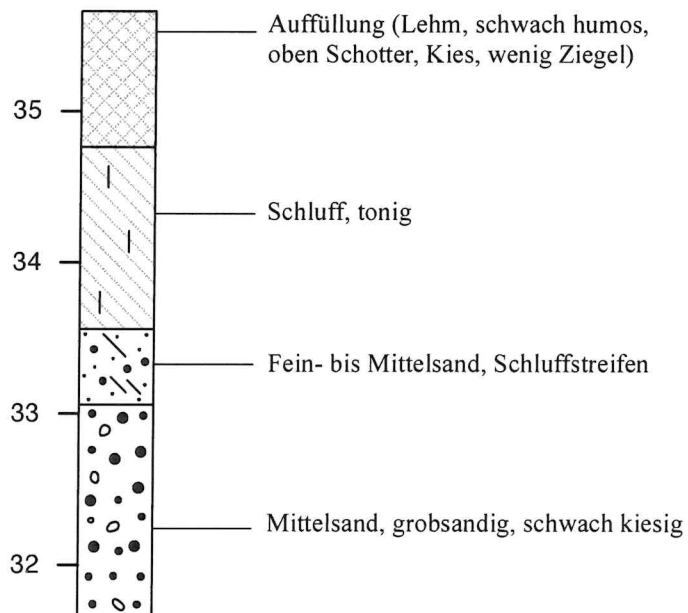 Auffüllung (Lehm, schwach humos,
oben Schotter, Kies, wenig Ziegel)
35
Schluff, tonig
34
Fein- bis Mittelsand, Schluffstreifen
33
Mittelsand, grobsandig, schwach kiesig
32